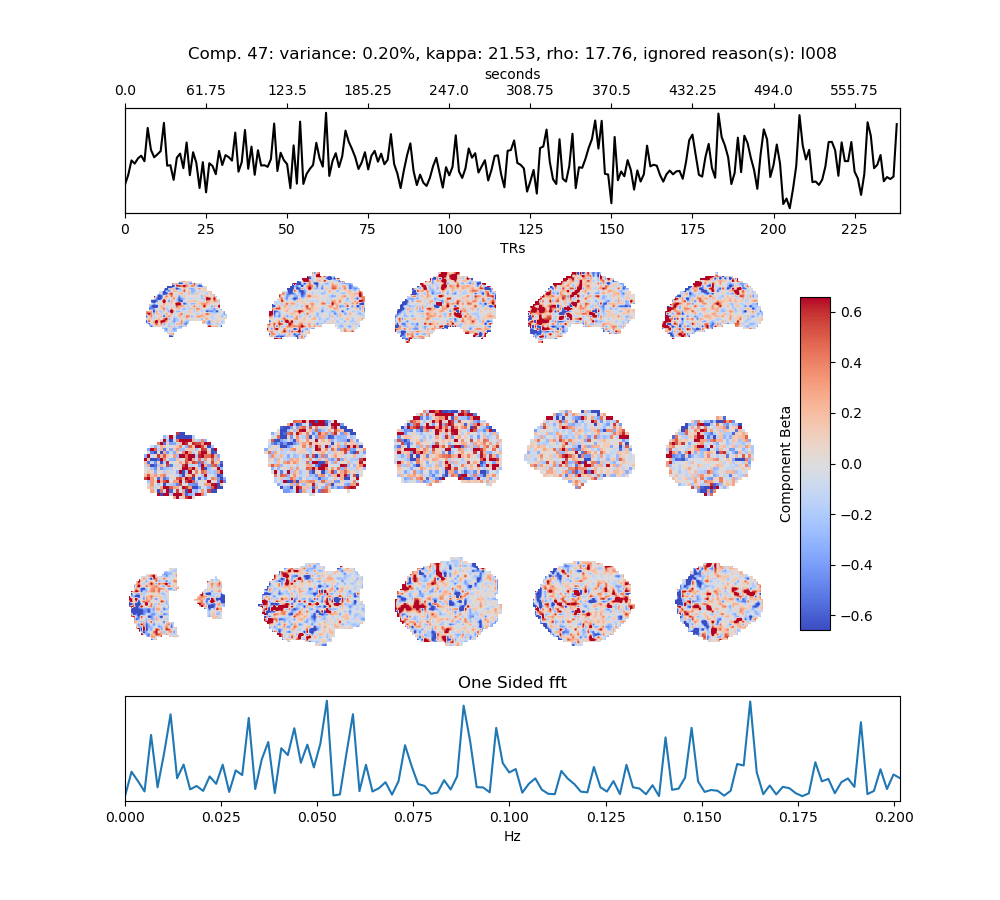 Comp. 47: variance: 0.20%, kappa: 21.53, rho: 17.76, ignored reason(s): I008
seconds
0.0 61.75 123.5 185.25 247.0 308.75 370.5 432.25 494.0 555.75
0 25 50 75 100 125 150 175 200 225
TRs
0.6
0.4
0.2
0.0
−0.2
−0.4
−0.6
Component Beta
One Sided fft
0.000 0.025 0.050 0.075 0.100 0.125 0.150 0.175 0.200
Hz